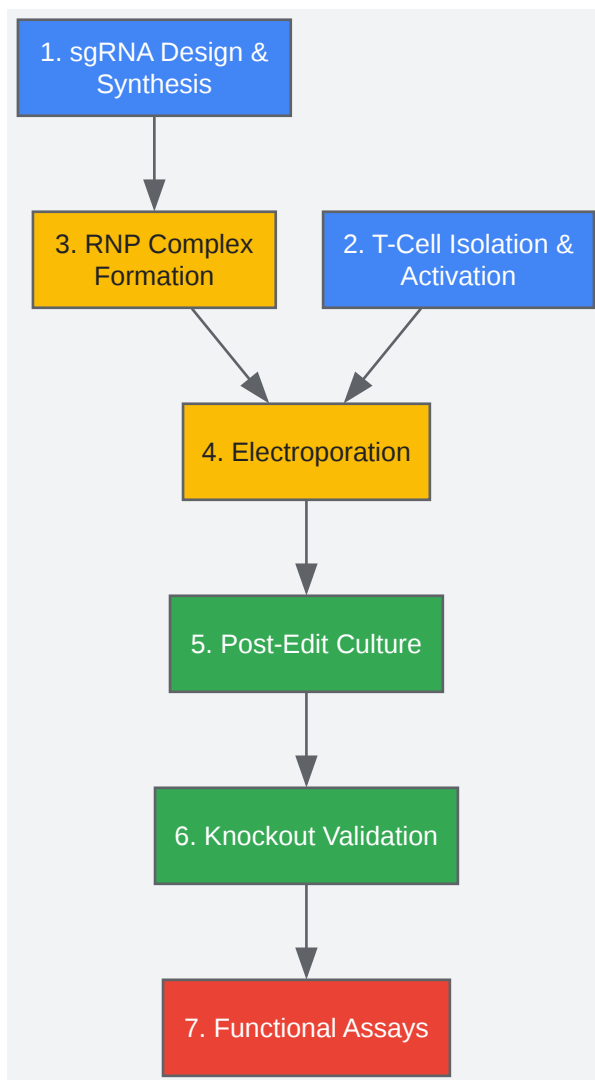 1. sgRNA Design &
Synthesis
3. RNP Complex
Formation
2. T-Cell Isolation &
Activation
4. Electroporation
5. Post-Edit Culture
6. Knockout Validation
7. Functional Assays